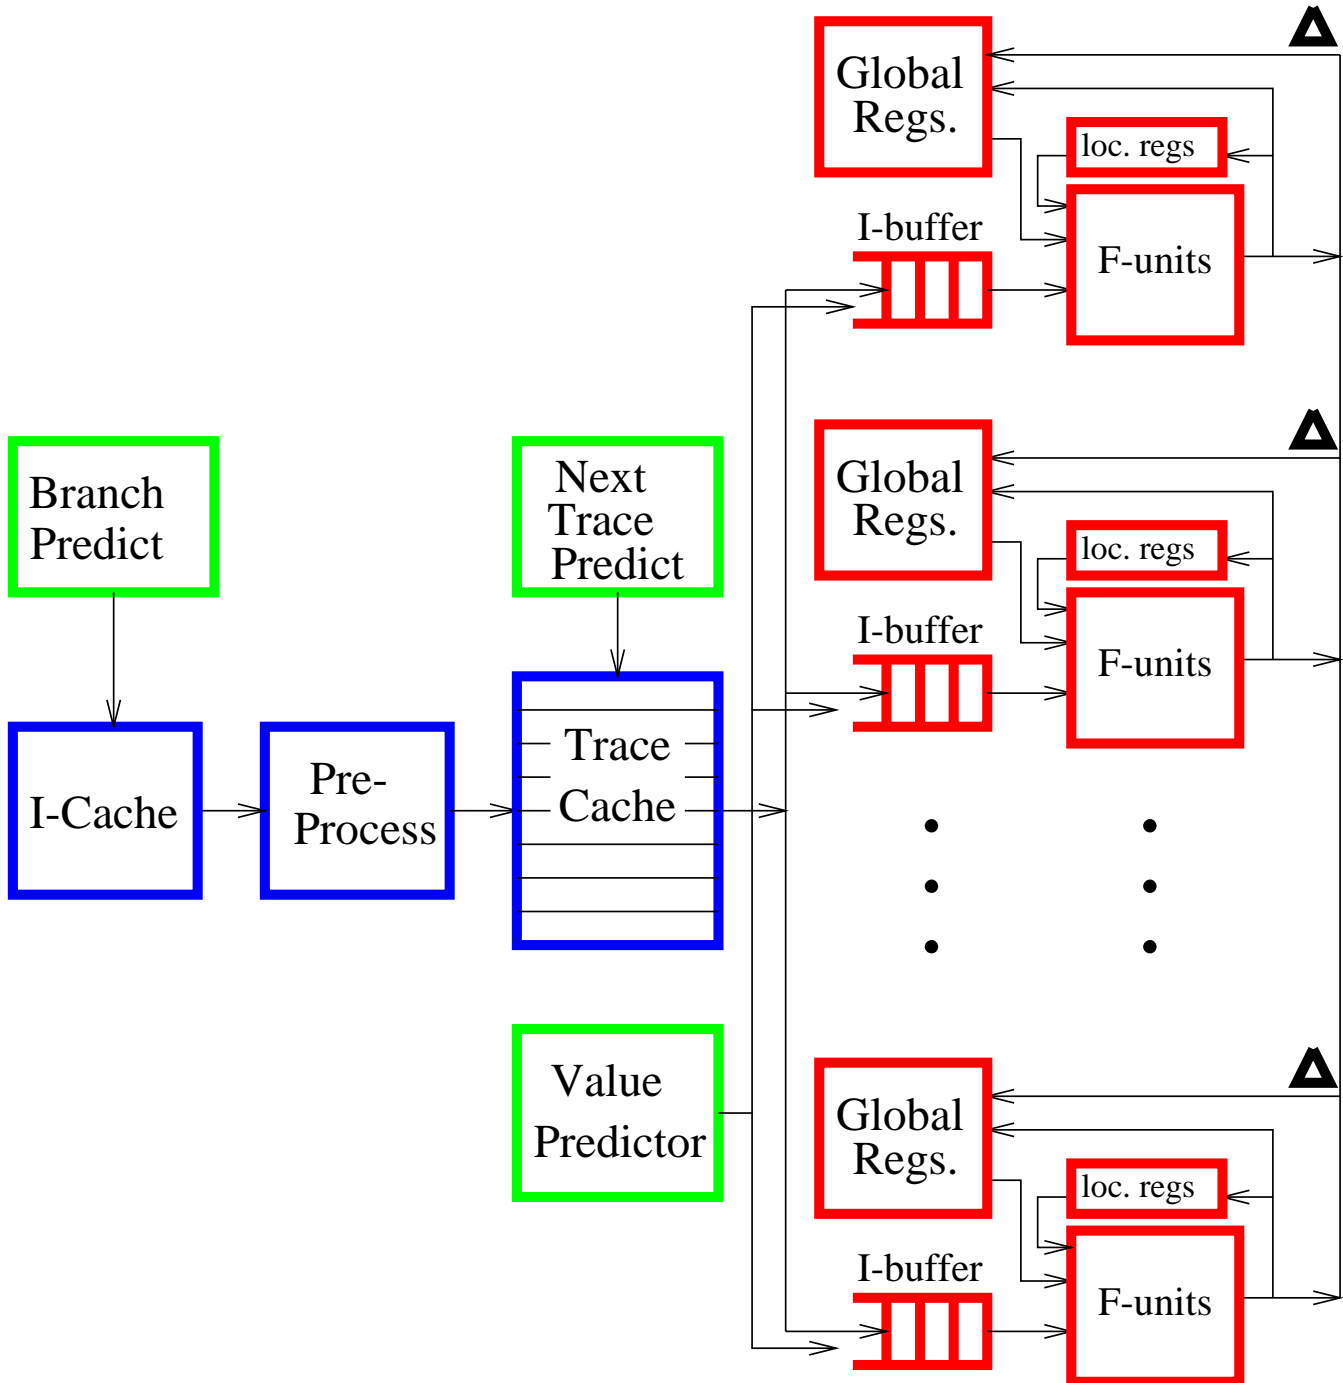 Global
Regs.
loc. regs
I-buffer
F-units
Branch
Predict
Next
Trace
Predict
Global
Regs.
loc. regs
I-buffer
F-units
I-Cache
Pre-
Process
Trace
Cache
Value
Predictor
Global
Regs.
loc. regs
I-buffer
F-units